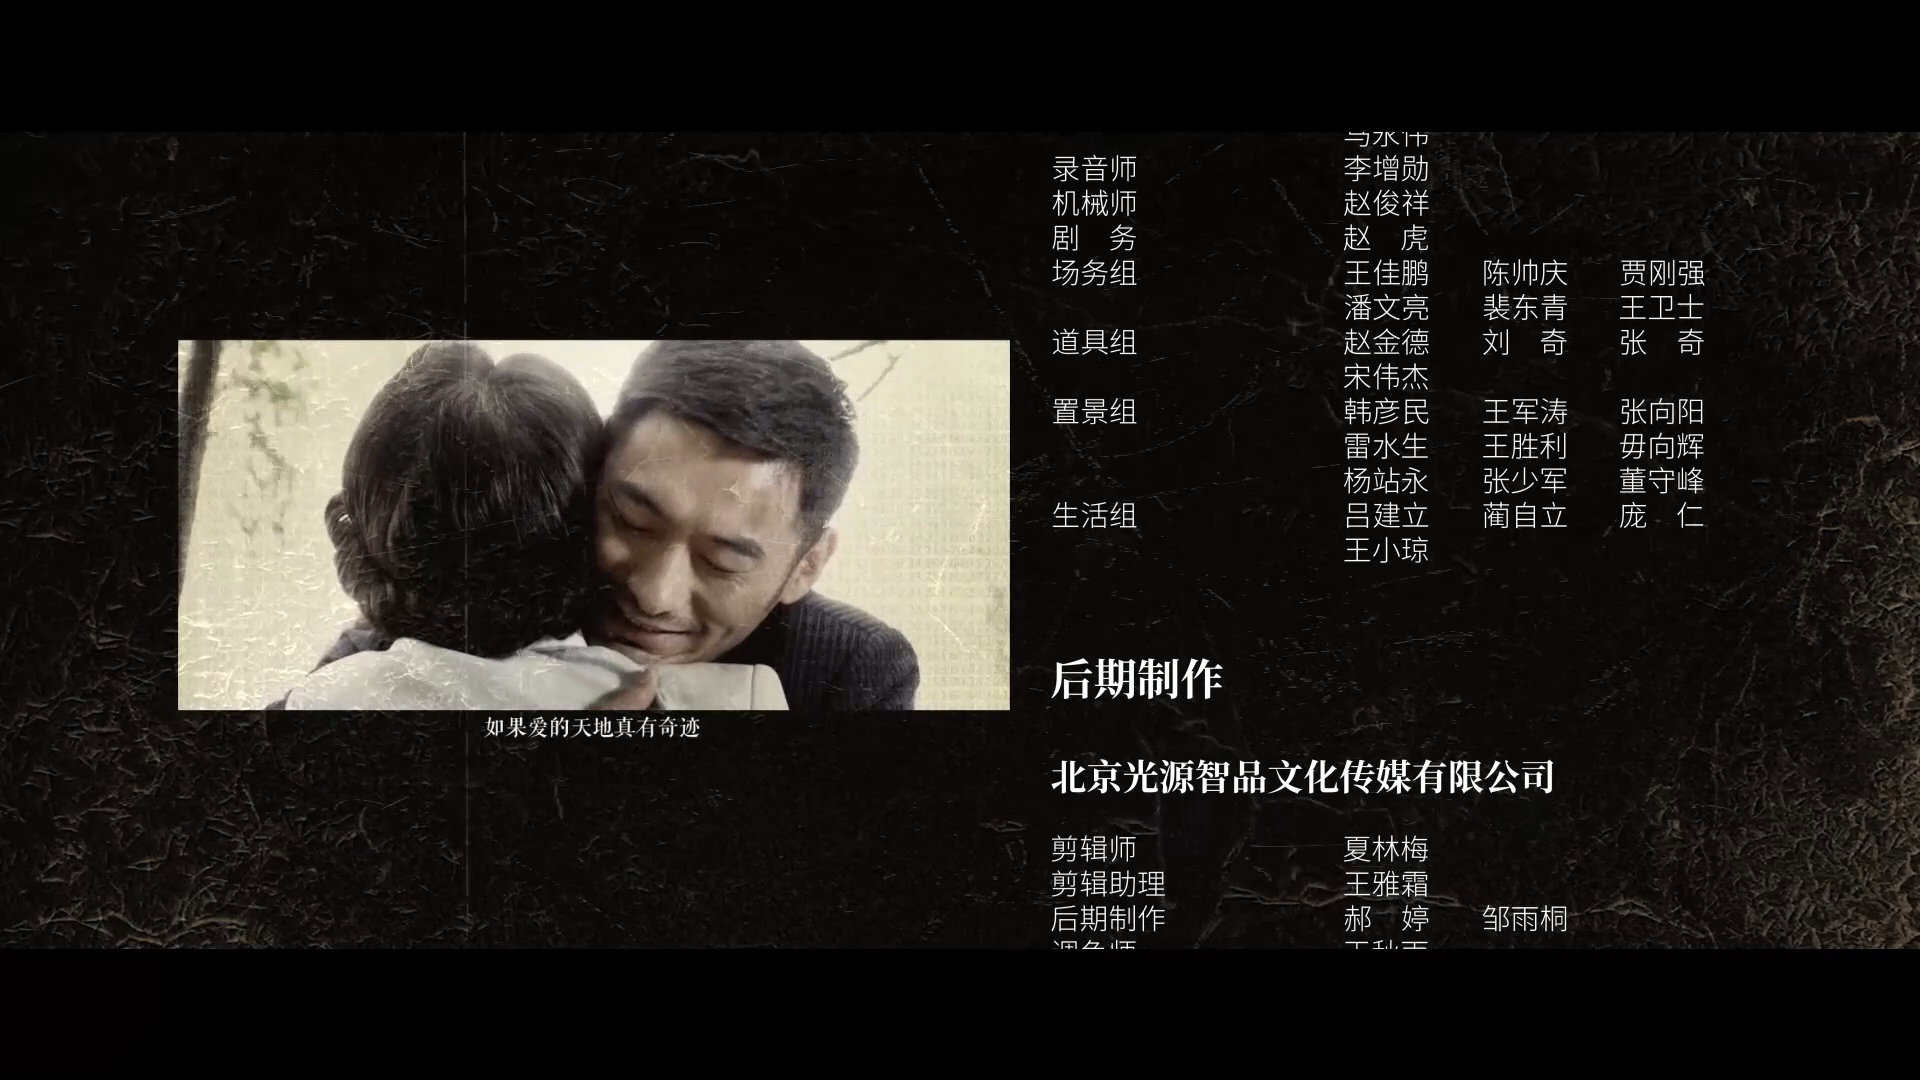 录音师 李增勋
机械师 赵俊祥
剧 务 赵 虎
场务组 王佳鹏 陈帅庆 贾刚强
潘文亮 裴东青 王卫士
道具组 赵金德 刘 奇 张 奇
宋伟杰
置景组 韩彦民 王军涛 张向阳
雷水生 王胜利 毋向辉
杨站永 张少军 董守峰
生活组 吕建立 蔺自立 庞 仁
王小琼
后期制作
北京光源智品文化传媒有限公司
剪辑师 夏林梅
剪辑助理 王雅霜
后期制作 郝 婷 邹雨桐
如果爱的天地真有奇迹